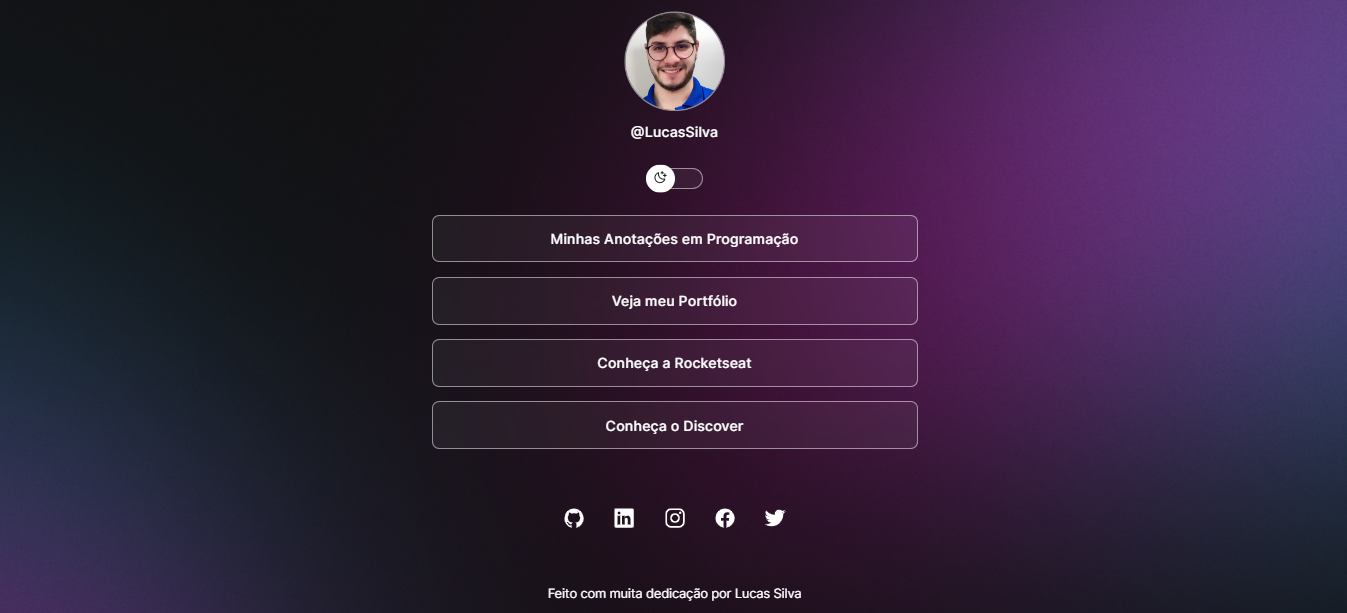 @LucasSilva
Minhas Anotações em Programação
Veja meu Portfólio
Conheça a Rocketseat
Conheça o Discover
Feito com muita dedicação por Lucas Silva